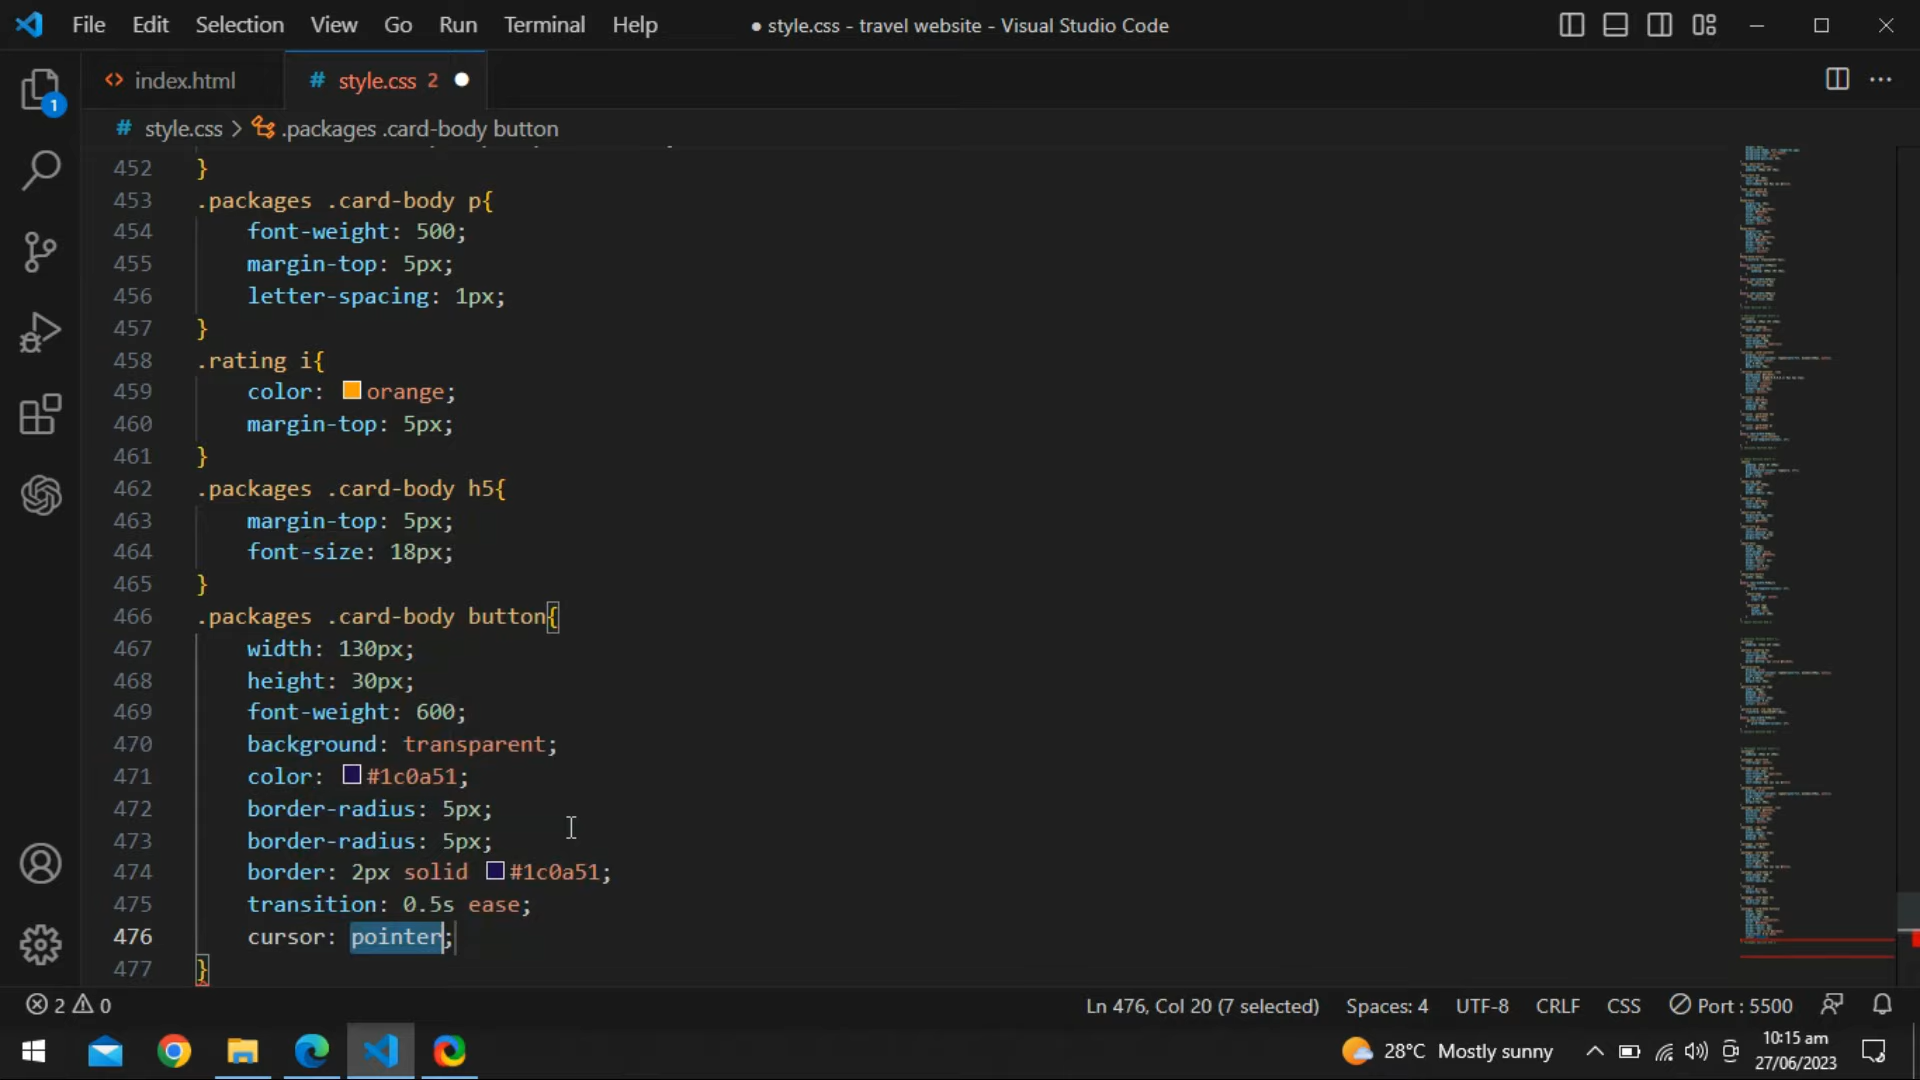 File Edit Selection View Go Run Terminal Help ● style.css - travel website - Visual Studio Code
1
<> index.html # style.css 2 ●
# style.css > .packages .card-body button
452 }
453 .packages .card-body p{
454 font-weight: 500;
455 margin-top: 5px;
456 letter-spacing: 1px;
457 }
458 .rating i{
459 color: orange;
460 margin-top: 5px;
461 }
462 .packages .card-body h5{
463 margin-top: 5px;
464 font-size: 18px;
465 }
466 .packages .card-body button{
467 width: 130px;
468 height: 30px;
469 font-weight: 600;
470 background: transparent;
471 color: #1c0a51;
472 border-radius: 5px;
473 border-radius: 5px;
474 border: 2px solid #1c0a51;
475 transition: 0.5s ease;
476 cursor: pointer;
477 }
2 0 Ln 476, Col 20 (7 selected) Spaces: 4 UTF-8 CRLF CSS Port : 5500
28°C Mostly sunny 10:15 am
27/06/2023